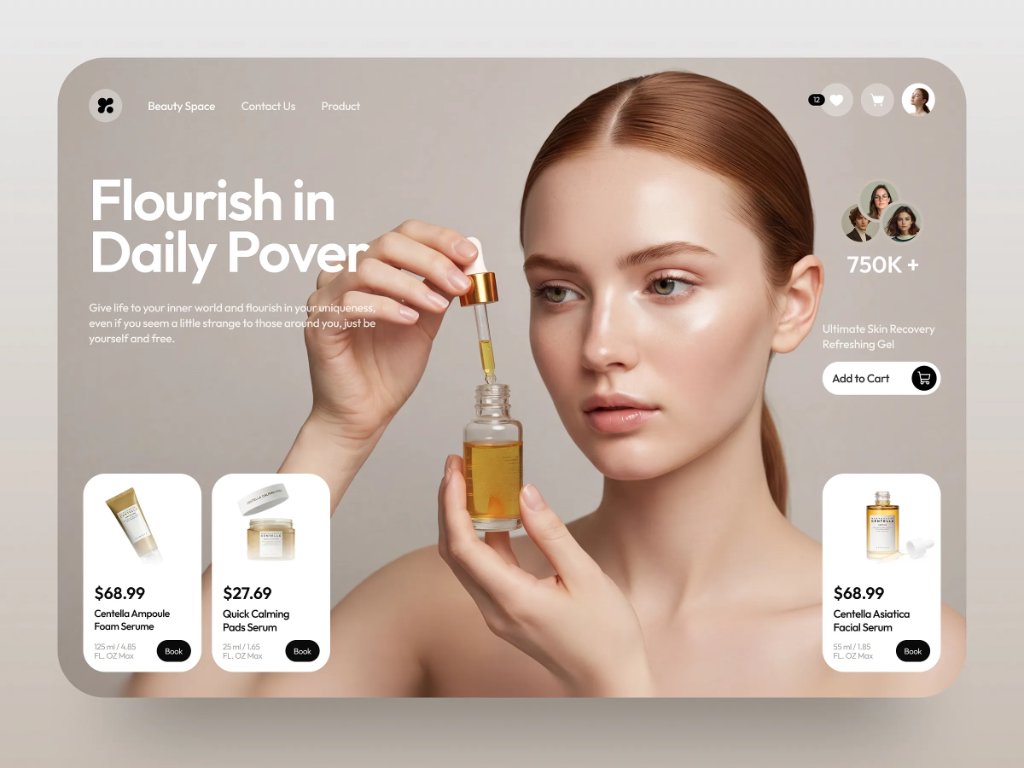 Beauty Space
Contact Us
Product
12
Flourish in
Daily Pover
750K +
Give life to your inner world and flourish in your uniqueness,
even if you seem a little strange to those around you, just be
yourself and free.
Ultimate Skin Recovery
Refreshing Gel
Add to Cart
CENTELLA
$68.99
Centella Ampoule
Foam Serume
125 ml / 4.85
FL. OZ Max
Book
CENTELLA
$27.69
Quick Calming
Pads Serum
25 ml / 1.65
FL. OZ Max
Book
CENTELLA
$68.99
Centella Asiatica
Facial Serum
55 ml / 1.85
FL. OZ Max
Book